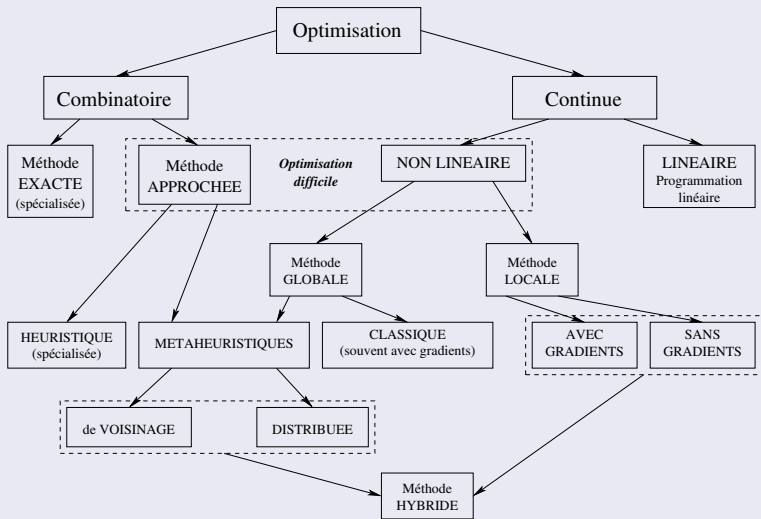 Optimisation
Combinatoire
Continue
Méthode
EXACTE
(spécialisée)
Méthode
APPROCHEE
Optimisation
difficile
NON LINEAIRE
LINEAIRE
Programmation
linéaire
Méthode
GLOBALE
Méthode
LOCALE
HEURISTIQUE
(spécialisée)
METAHEURISTIQUES
CLASSIQUE
(souvent avec gradients)
AVEC
GRADIENTS
SANS
GRADIENTS
de VOISINAGE
DISTRIBUEE
Méthode
HYBRIDE